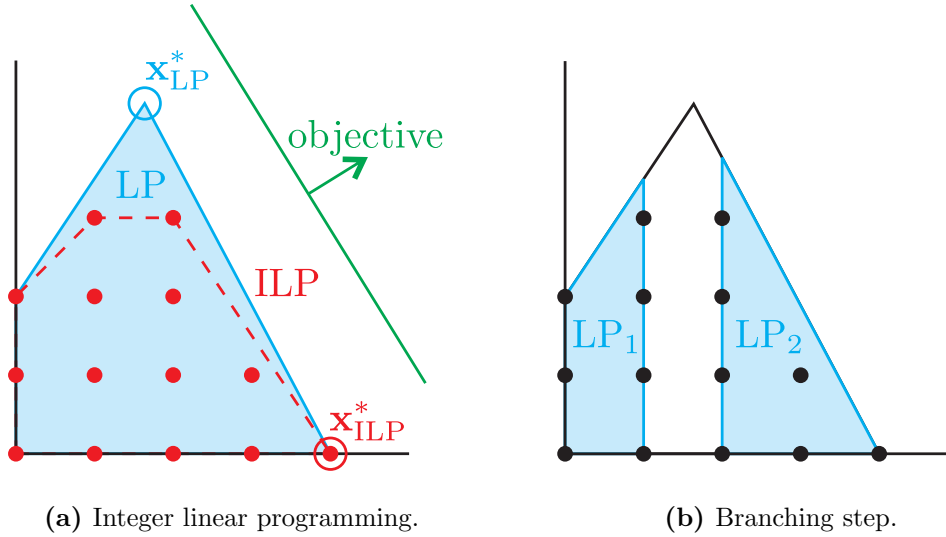 x*LP
objective
LP
ILP
x*ILP
LP1
LP2
(a) Integer linear programming.
(b) Branching step.